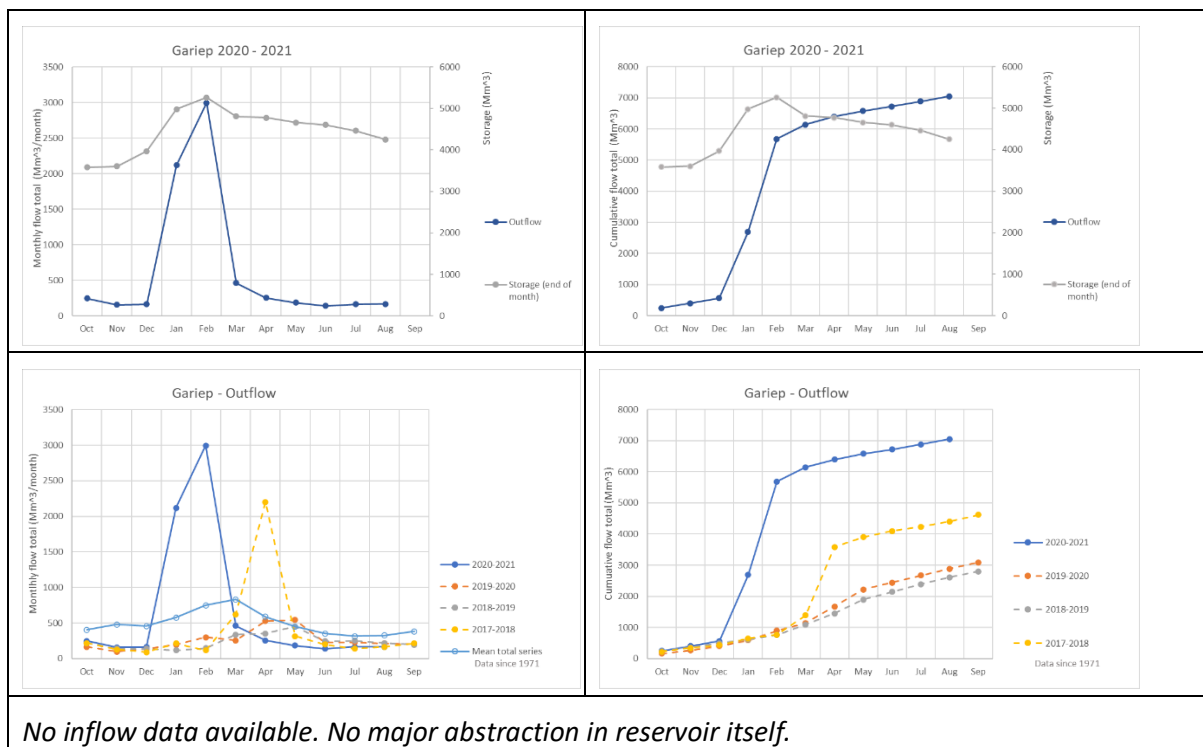 Gariep 2020 - 2021
Monthly flow total (Mm^3/month)
3500
3000
2500
2000
1500
1000
500
0
6000
5000
4000
3000
2000
1000
0
Storage (Mm^3)
Outflow
Storage (end of
month)
Oct Nov Dec Jan Feb Mar Apr May Jun Jul Aug Sep
Gariep 2020 - 2021
Cumulative flow total (Mm^3)
8000
7000
6000
5000
4000
3000
2000
1000
0
6000
5000
4000
3000
2000
1000
0
Storage (Mm^3)
Outflow
Storage (end of
month)
Oct Nov Dec Jan Feb Mar Apr May Jun Jul Aug Sep
Gariep - Outflow
Monthly flow total (Mm^3/month)
3500
3000
2500
2000
1500
1000
500
0
2020-2021
2019-2020
2018-2019
2017-2018
Mean total series
Data since 1971
Oct Nov Dec Jan Feb Mar Apr May Jun Jul Aug Sep
Gariep - Outflow
Cumuative flow total (Mm^3)
8000
7000
6000
5000
4000
3000
2000
1000
0
2020-2021
2019-2020
2018-2019
2017-2018
Data since 1971
Oct Nov Dec Jan Feb Mar Apr May Jun Jul Aug Sep
No inflow data available. No major abstraction in reservoir itself.